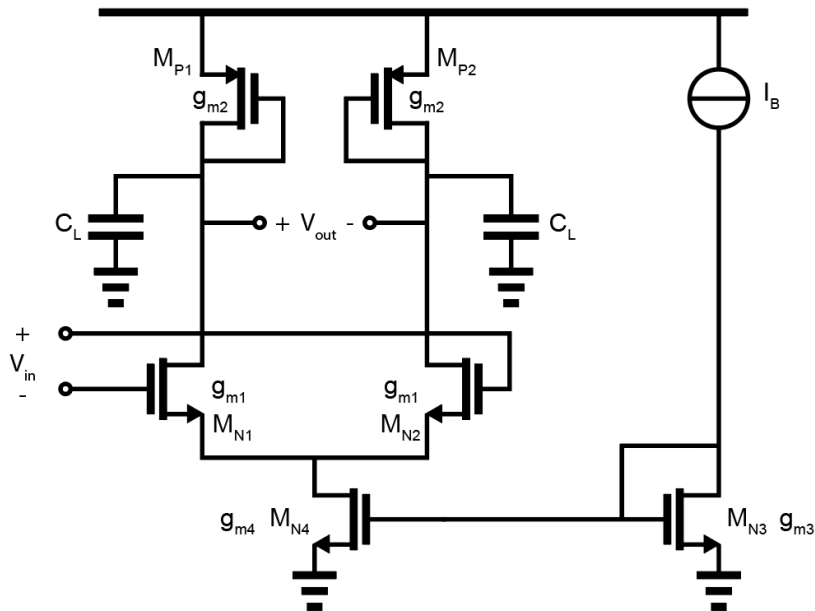 M_P1
M_P2
g_m2
g_m2
I_B
C_L
+ V_out -
C_L
+
V_in
-
g_m1
g_m1
M_N1
M_N2
g_m4 M_N4
M_N3 g_m3